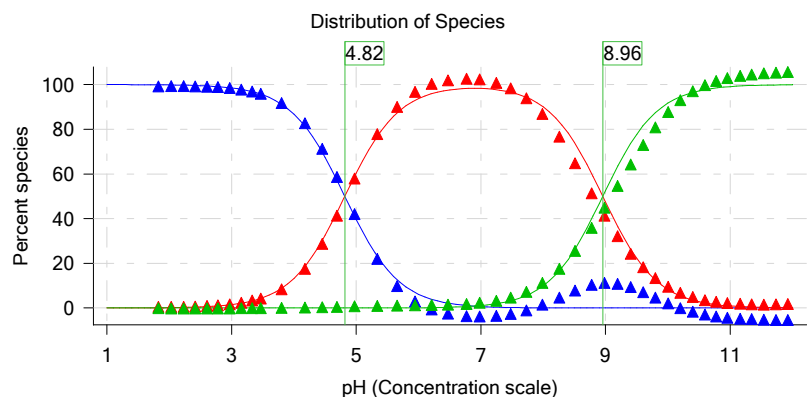 Distribution of Species
4.82
8.96
100
80
60
40
20
0
Percent species
1 3 5 7 9 11
pH (Concentration scale)